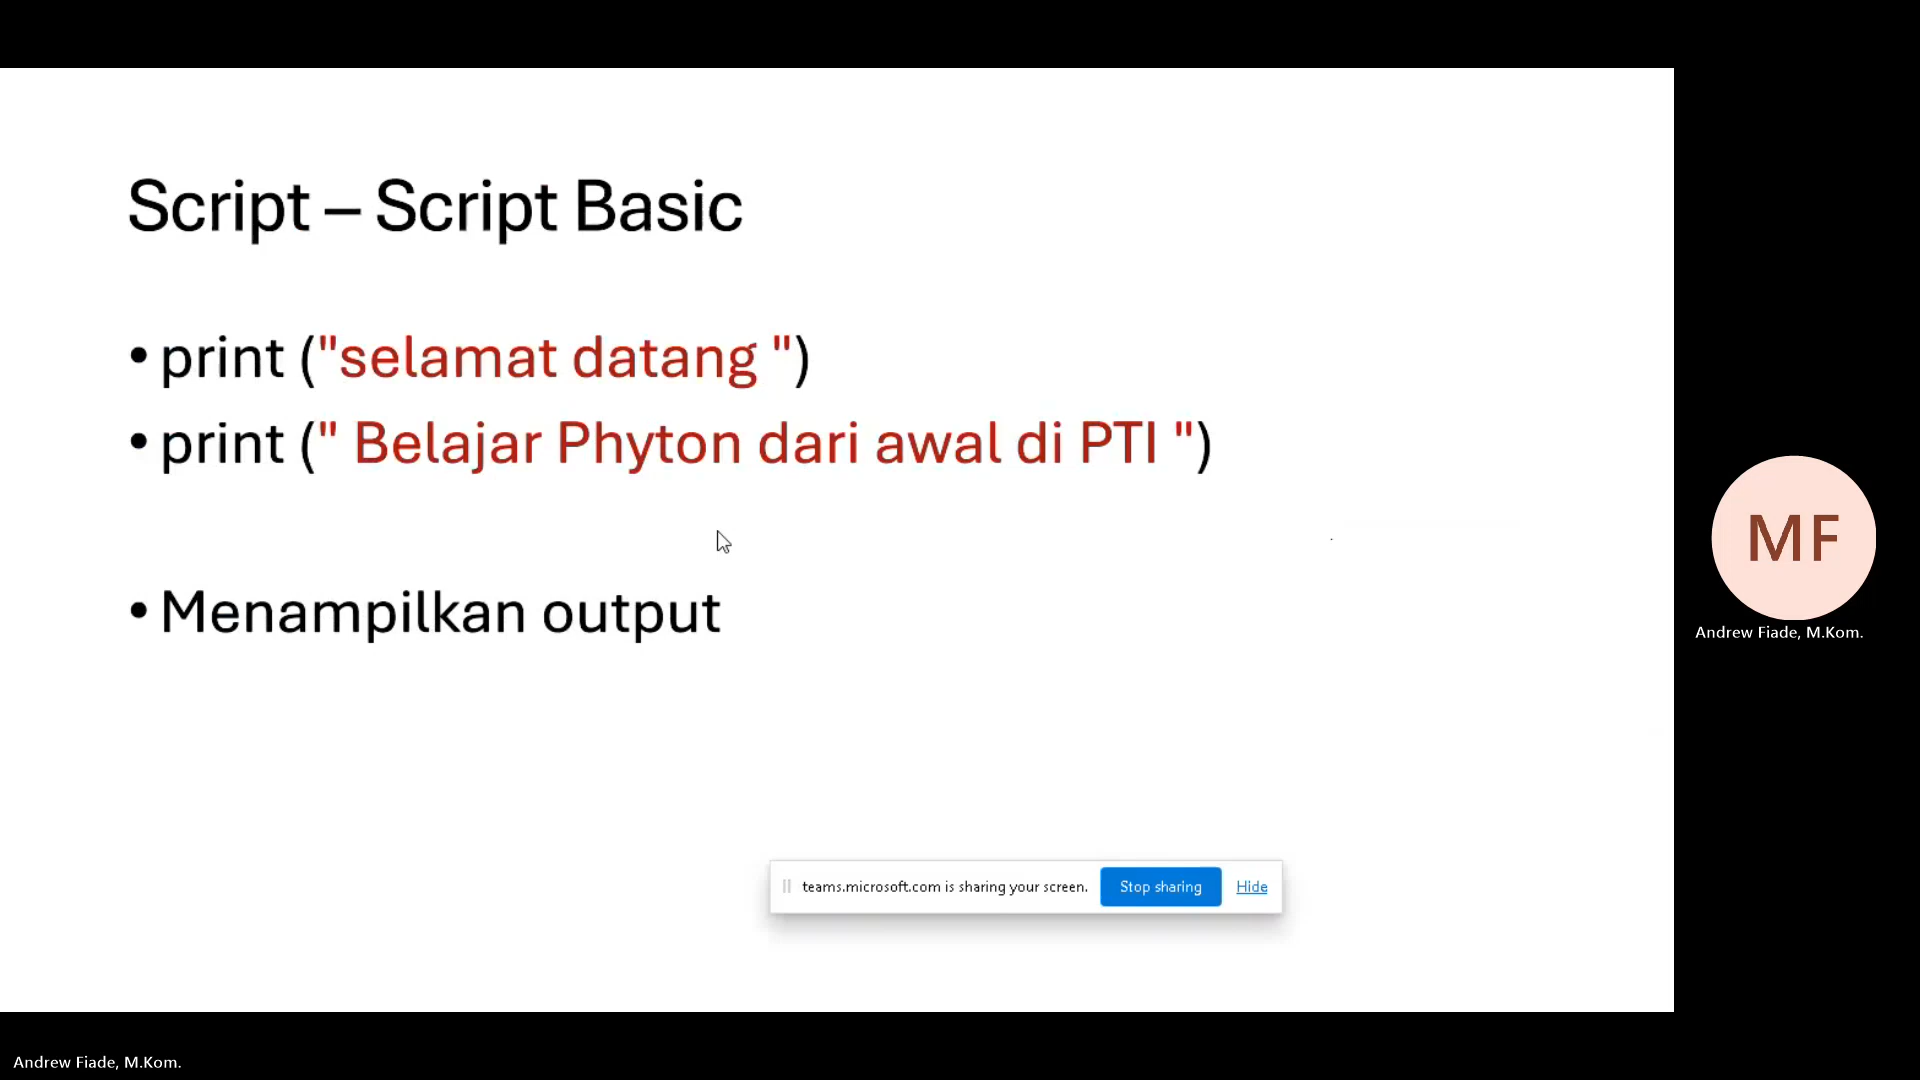 Script – Script Basic
• print ("selamat datang ")
• print (" Belajar Phyton dari awal di PTI ")
• Menampilkan output
MF
Andrew Fiade, M.Kom.
teams.microsoft.com is sharing your screen. Stop sharing Hide
Andrew Fiade, M.Kom.